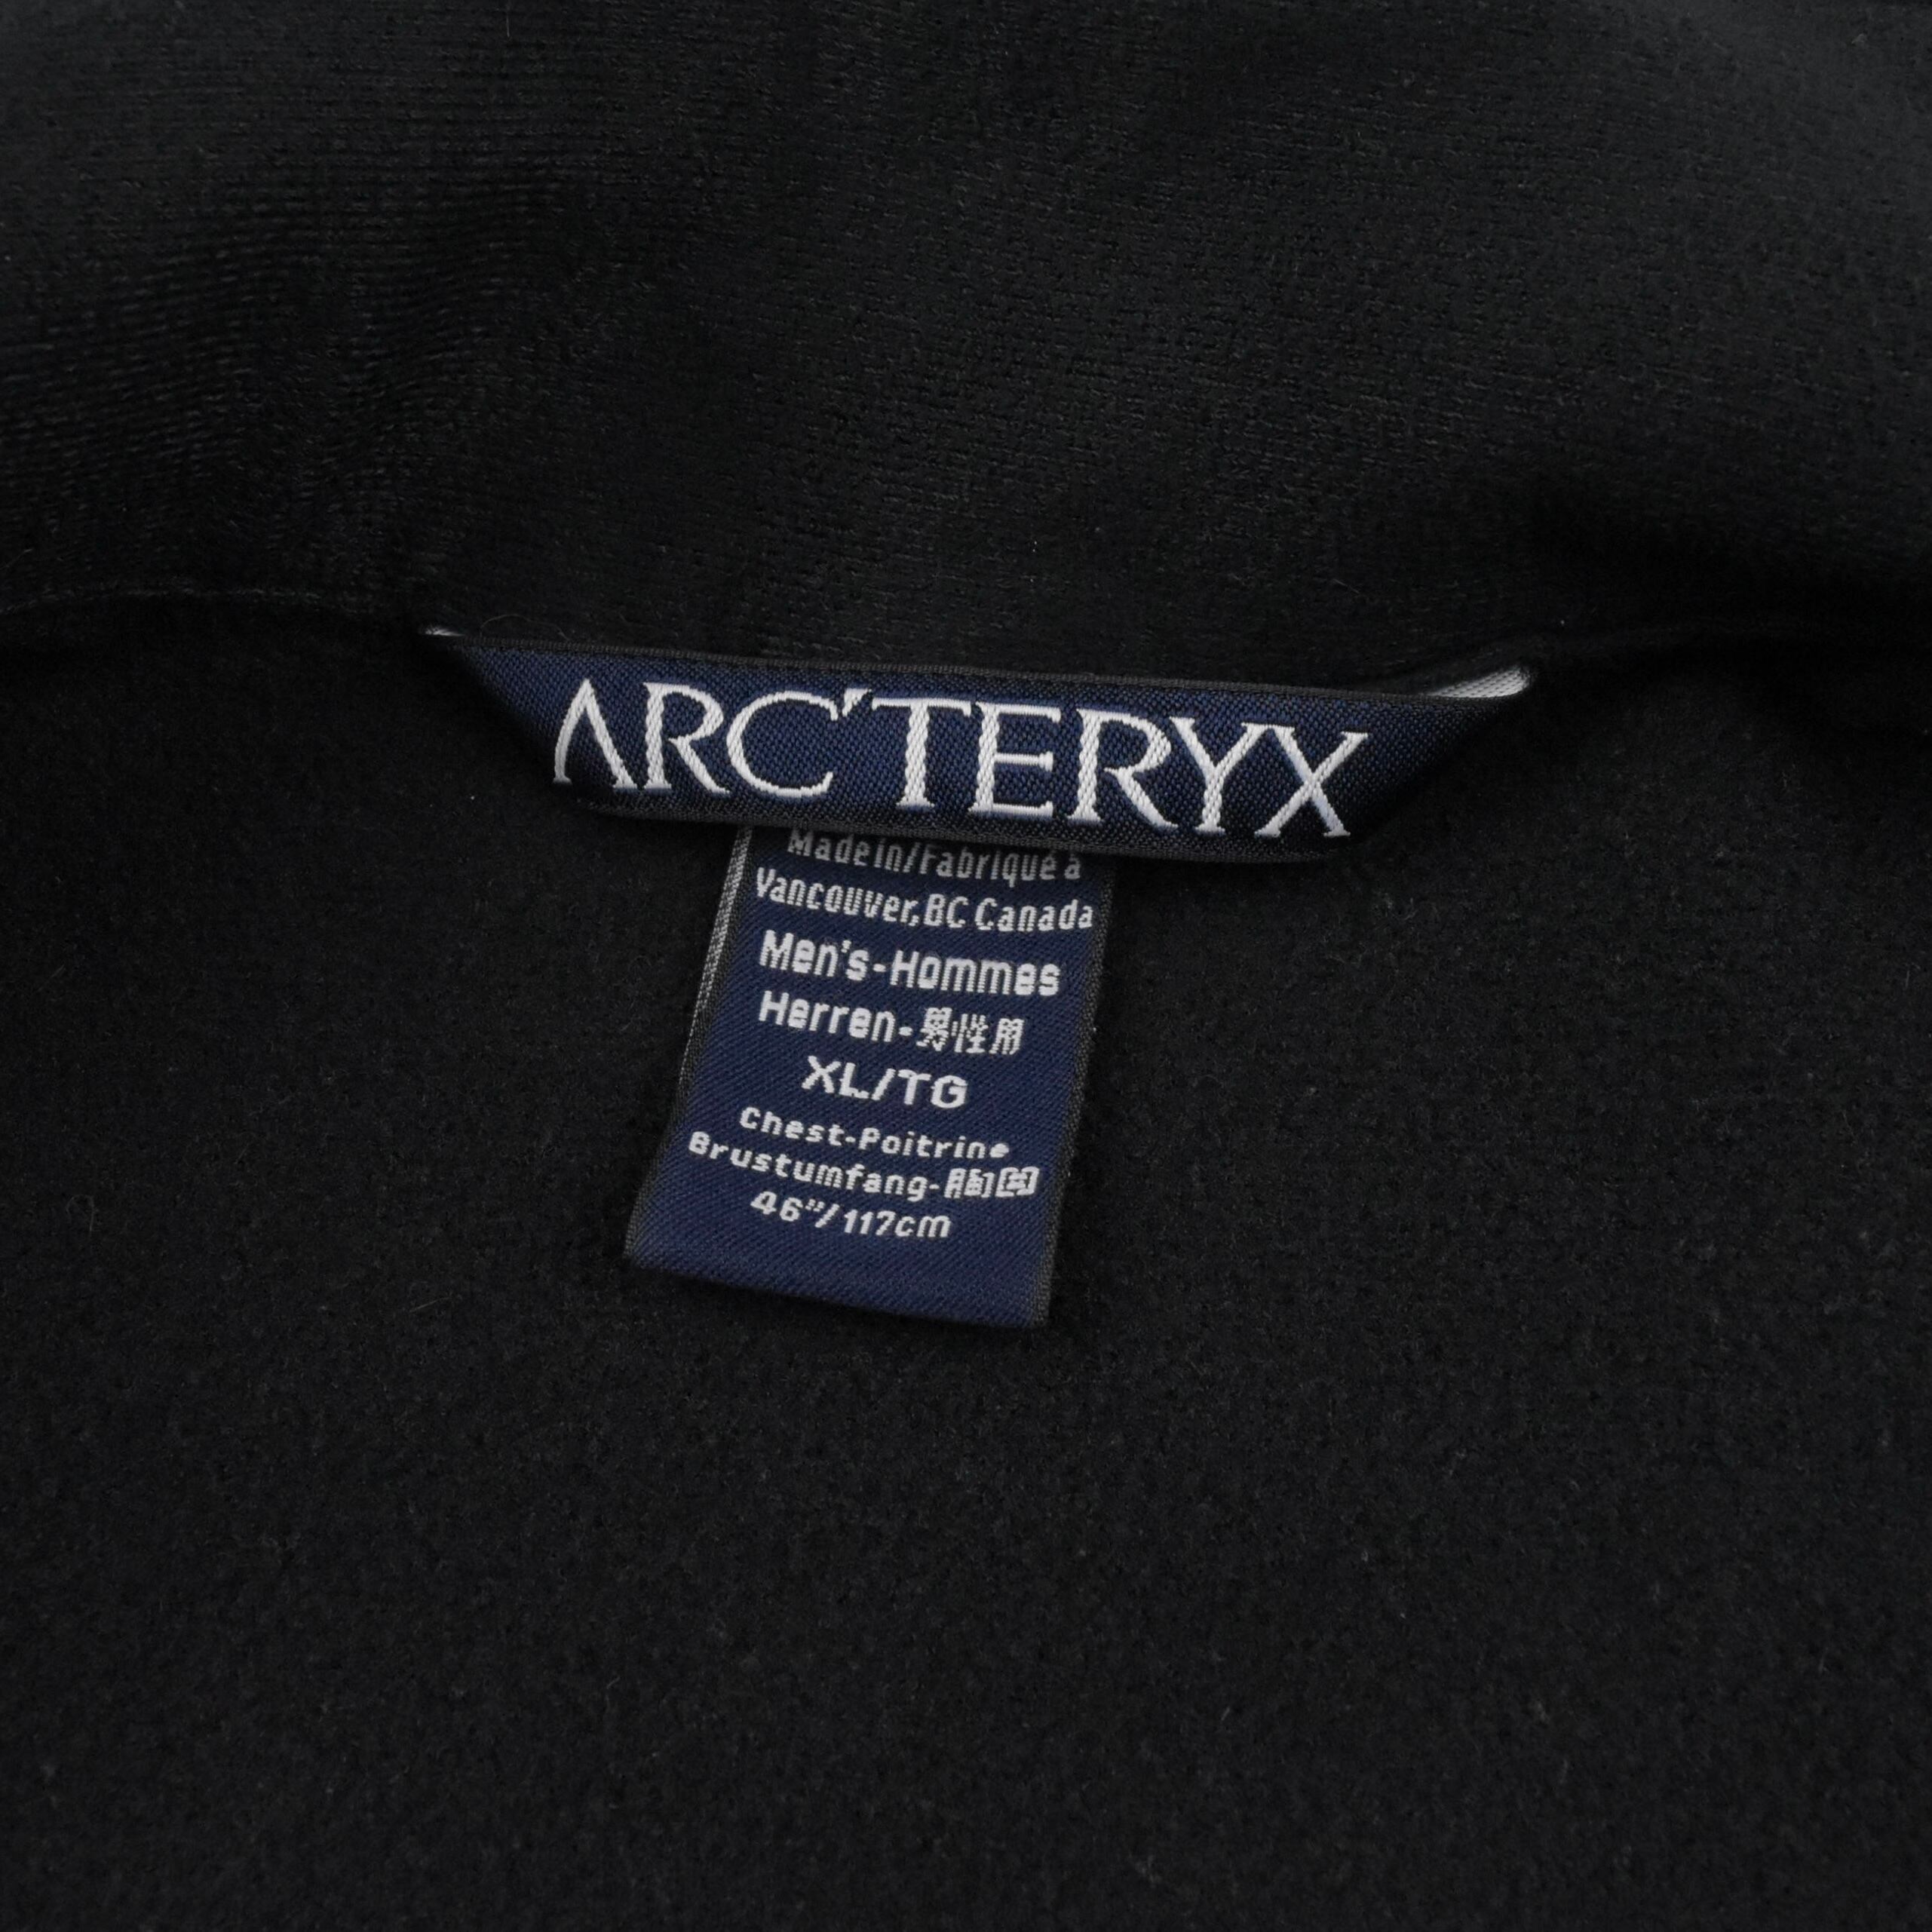 ARC'TERYX
Made in/Fabriqué à
Vancouver, BC Canada
Men's-Hommes
Herren-男性用
XL/TG
Chest-Poitrine
Brustumfang-胸囲
46"/117cm